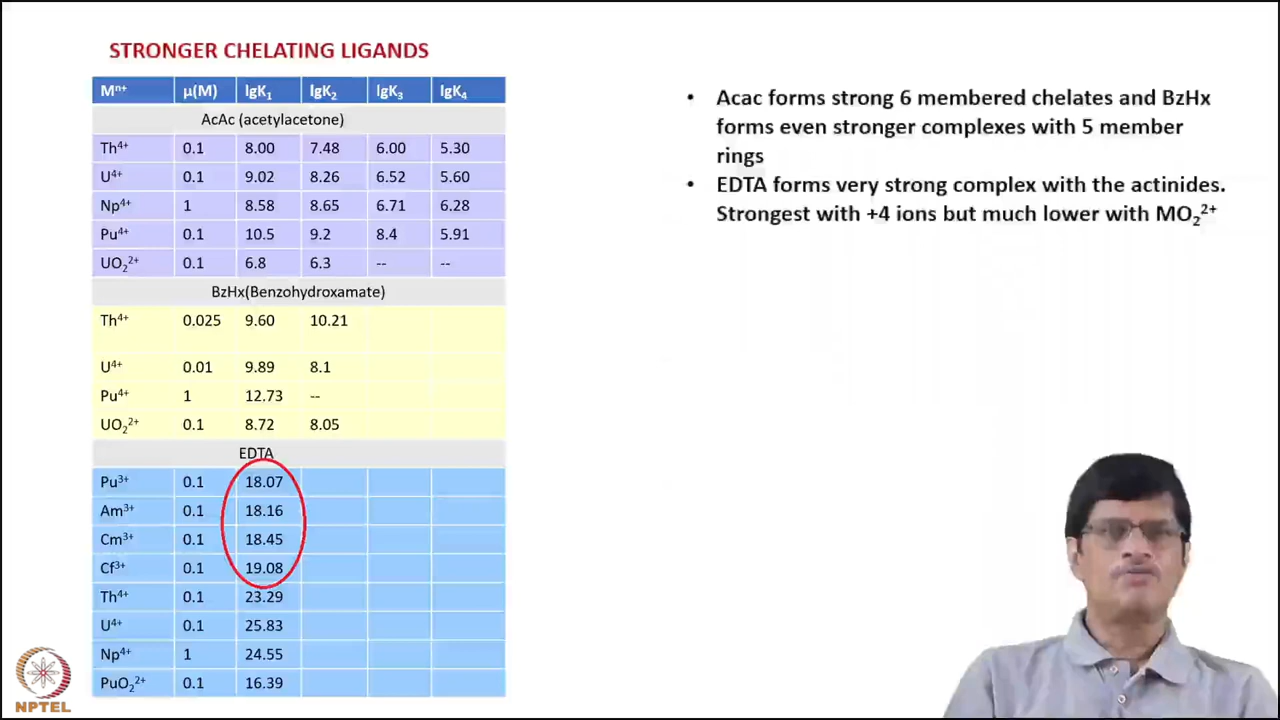 STRONGER CHELATING LIGANDS
Mⁿ⁺ μ(M) lgK₁ lgK₂ lgK₃ lgK₄
AcAc (acetylacetone)
Th⁴⁺ 0.1 8.00 7.48 6.00 5.30
U⁴⁺ 0.1 9.02 8.26 6.52 5.60
Np⁴⁺ 1 8.58 8.65 6.71 6.28
Pu⁴⁺ 0.1 10.5 9.2 8.4 5.91
UO₂²⁺ 0.1 6.8 6.3 -- --
BzHx(Benzohydroxamate)
Th⁴⁺ 0.025 9.60 10.21
U⁴⁺ 0.01 9.89 8.1
Pu⁴⁺ 1 12.73 --
UO₂²⁺ 0.1 8.72 8.05
EDTA
Pu³⁺ 0.1 18.07
Am³⁺ 0.1 18.16
Cm³⁺ 0.1 18.45
Cf³⁺ 0.1 19.08
Th⁴⁺ 0.1 23.29
U⁴⁺ 0.1 25.83
Np⁴⁺ 1 24.55
PuO₂²⁺ 0.1 16.39
• Acac forms strong 6 membered chelates and BzHx
forms even stronger complexes with 5 member
rings
• EDTA forms very strong complex with the actinides.
Strongest with +4 ions but much lower with MO₂²⁺
NPTEL